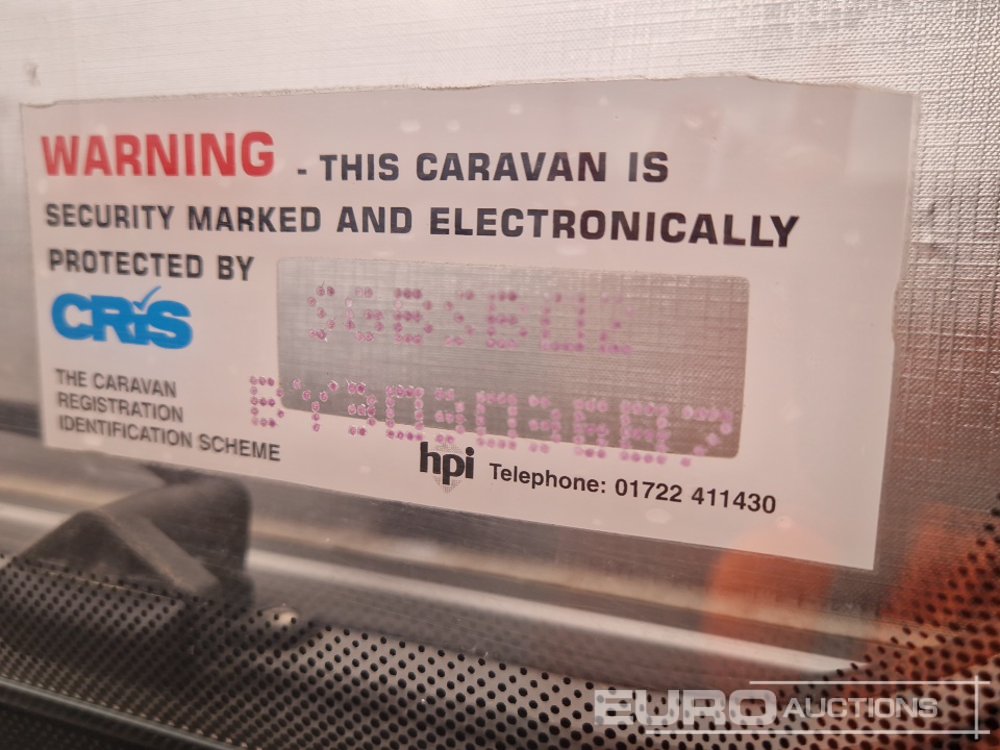 WARNING - THIS CARAVAN IS
SECURITY MARKED AND ELECTRONICALLY
PROTECTED BY
CRiS
THE CARAVAN
REGISTRATION
IDENTIFICATION SCHEME
hpi Telephone: 01722 411430
EURO AUCTIONS